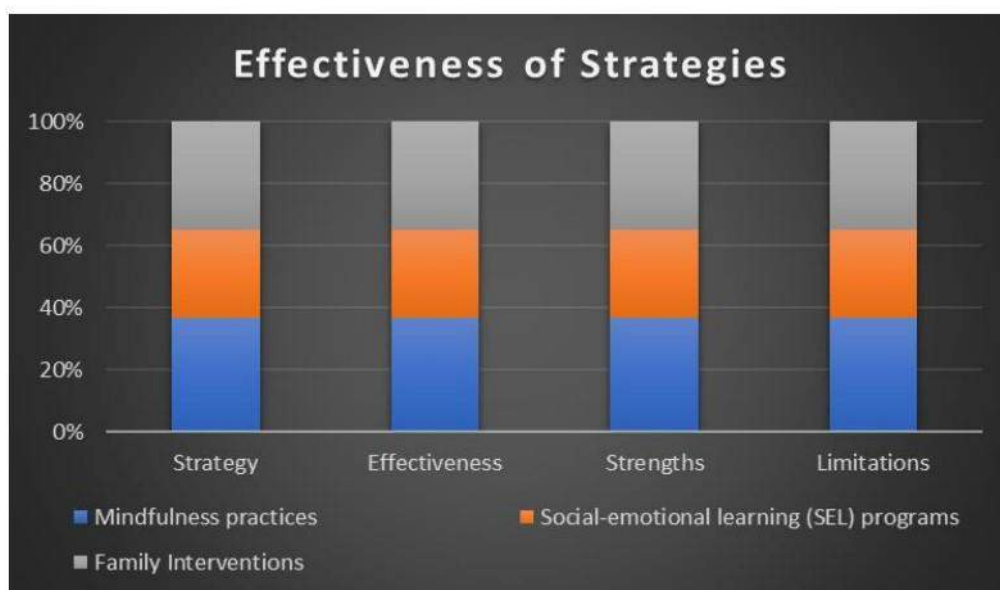 Effectiveness of Strategies
100%
80%
60%
40%
20%
0%
Strategy Effectiveness Strengths Limitations
Mindfulness practices Social-emotional learning (SEL) programs
Family Interventions